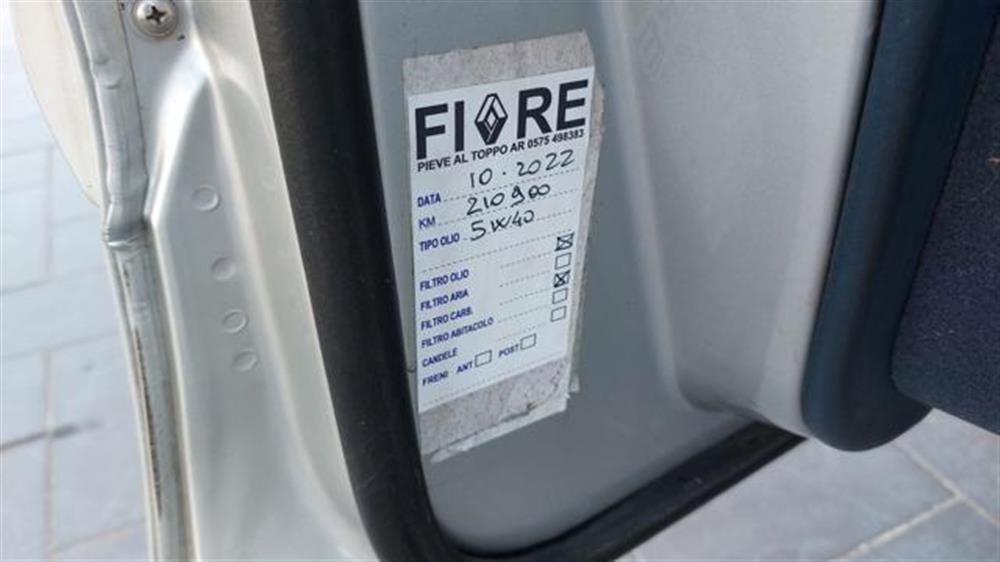 FIORE
PIEVE AL TOPPO AR 0575 498383
DATA 10.2022
KM 210900
TIPO OLIO 5W40
FILTRO OLIO
FILTRO ARIA
FILTRO CARB.
FILTRO ABITACOLO
CANDELE
FRENI ANT POST